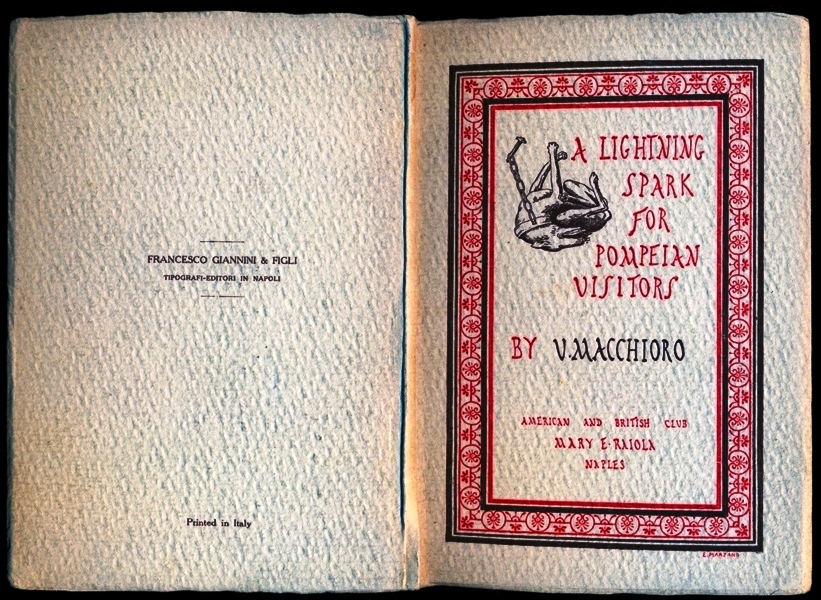 FRANCESCO GIANNINI & FIGLI
TIPOGRAFI-EDITORI IN NAPOLI
Printed in Italy
A LIGHTNING
SPARK
FOR
POMPEIAN
VISITORS
BY V. MACCHIORO
AMERICAN AND BRITISH CLUB
MARY E. RAIOLA
NAPLES
E. MARZANO